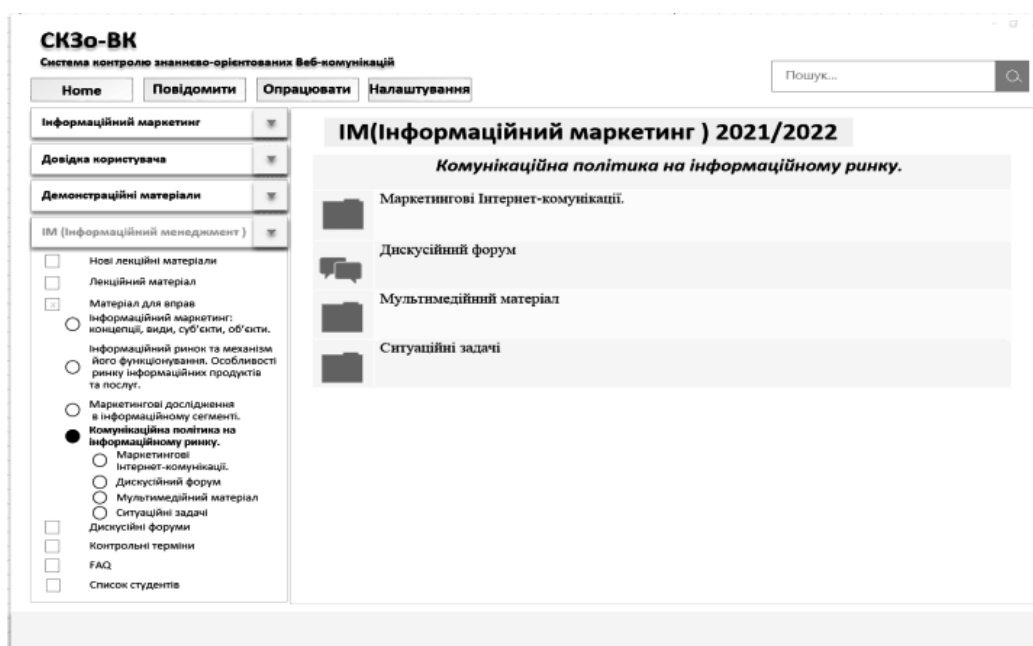 СКЗо-ВК
Система контролю знаннєво-орієнтованих Веб-комунікацій
Home
Повідомити
Опрацювати
Налаштування
Пошук...
Інформаційний маркетинг
Довідка користувача
Демонстраційні матеріали
ІМ (Інформаційний менеджмент )
Нові лекційні матеріали
Лекційний матеріал
x Матеріал для вправ
Інформаційний маркетинг:
концепції, види, суб'єкти, об'єкти.
Інформаційний ринок та механізм
його функціонування. Особливості
ринку інформаційних продуктів
та послуг.
Маркетингові дослідження
в інформаційному сегменті.
Комунікаційна політика на
інформаційному ринку.
Маркетингові
Інтернет-комунікації.
Дискусійний форум
Мультимедійний матеріал
Ситуаційні задачі
Дискусійні форуми
Контрольні терміни
FAQ
Список студентів
ІМ(Інформаційний маркетинг ) 2021/2022
Комунікаційна політика на інформаційному ринку.
Маркетингові Інтернет-комунікації.
Дискусійний форум
Мультимедійний матеріал
Ситуаційні задачі